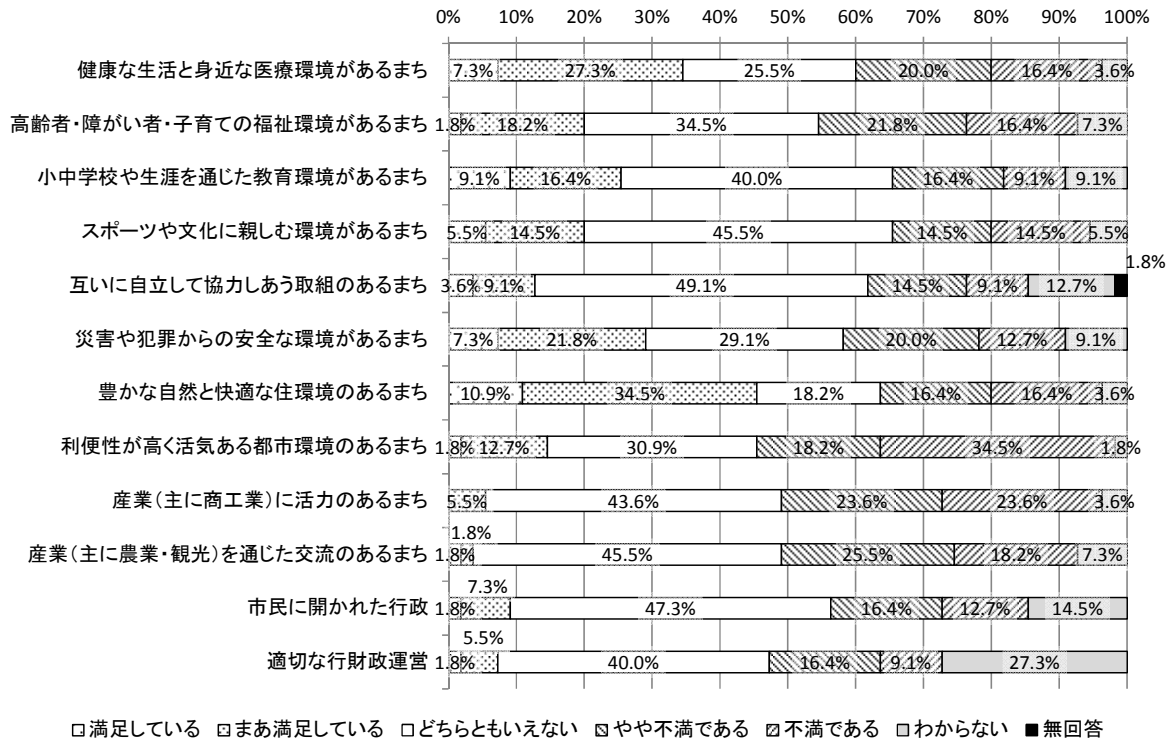 0% 10% 20% 30% 40% 50% 60% 70% 80% 90% 100%
健康な生活と身近な医療環境があるまち 7.3% 27.3% 25.5% 20.0% 16.4% 3.6%
高齢者・障がい者・子育ての福祉環境があるまち 1.8% 18.2% 34.5% 21.8% 16.4% 7.3%
小中学校や生涯を通じた教育環境があるまち 9.1% 16.4% 40.0% 16.4% 9.1% 9.1%
スポーツや文化に親しむ環境があるまち 5.5% 14.5% 45.5% 14.5% 14.5% 5.5%
1.8%
互いに自立して協力しあう取組のあるまち 3.6% 9.1% 49.1% 14.5% 9.1% 12.7%
災害や犯罪からの安全な環境があるまち 7.3% 21.8% 29.1% 20.0% 12.7% 9.1%
豊かな自然と快適な住環境のあるまち 10.9% 34.5% 18.2% 16.4% 16.4% 3.6%
利便性が高く活気ある都市環境のあるまち 1.8% 12.7% 30.9% 18.2% 34.5% 1.8%
産業(主に商工業)に活力のあるまち 5.5% 43.6% 23.6% 23.6% 3.6%
1.8%
産業(主に農業・観光)を通じた交流のあるまち 1.8% 45.5% 25.5% 18.2% 7.3%
7.3%
市民に開かれた行政 1.8% 47.3% 16.4% 12.7% 14.5%
5.5%
適切な行財政運営 1.8% 40.0% 16.4% 9.1% 27.3%
満足している まあ満足している どちらともいえない やや不満である 不満である わからない 無回答